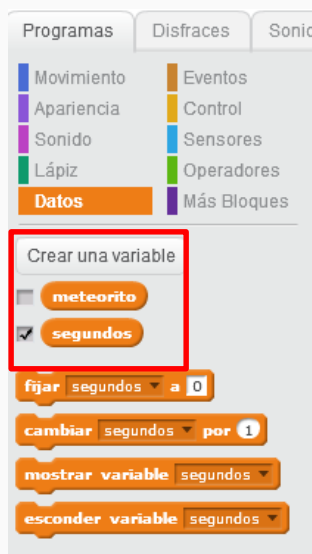 Programas Disfraces Sonic
Movimiento Eventos
Apariencia Control
Sonido Sensores
Lápiz Operadores
Datos Más Bloques
Crear una variable
meteorito
segundos
fijar segundos a 0
cambiar segundos por 1
mostrar variable segundos
esconder variable segundos